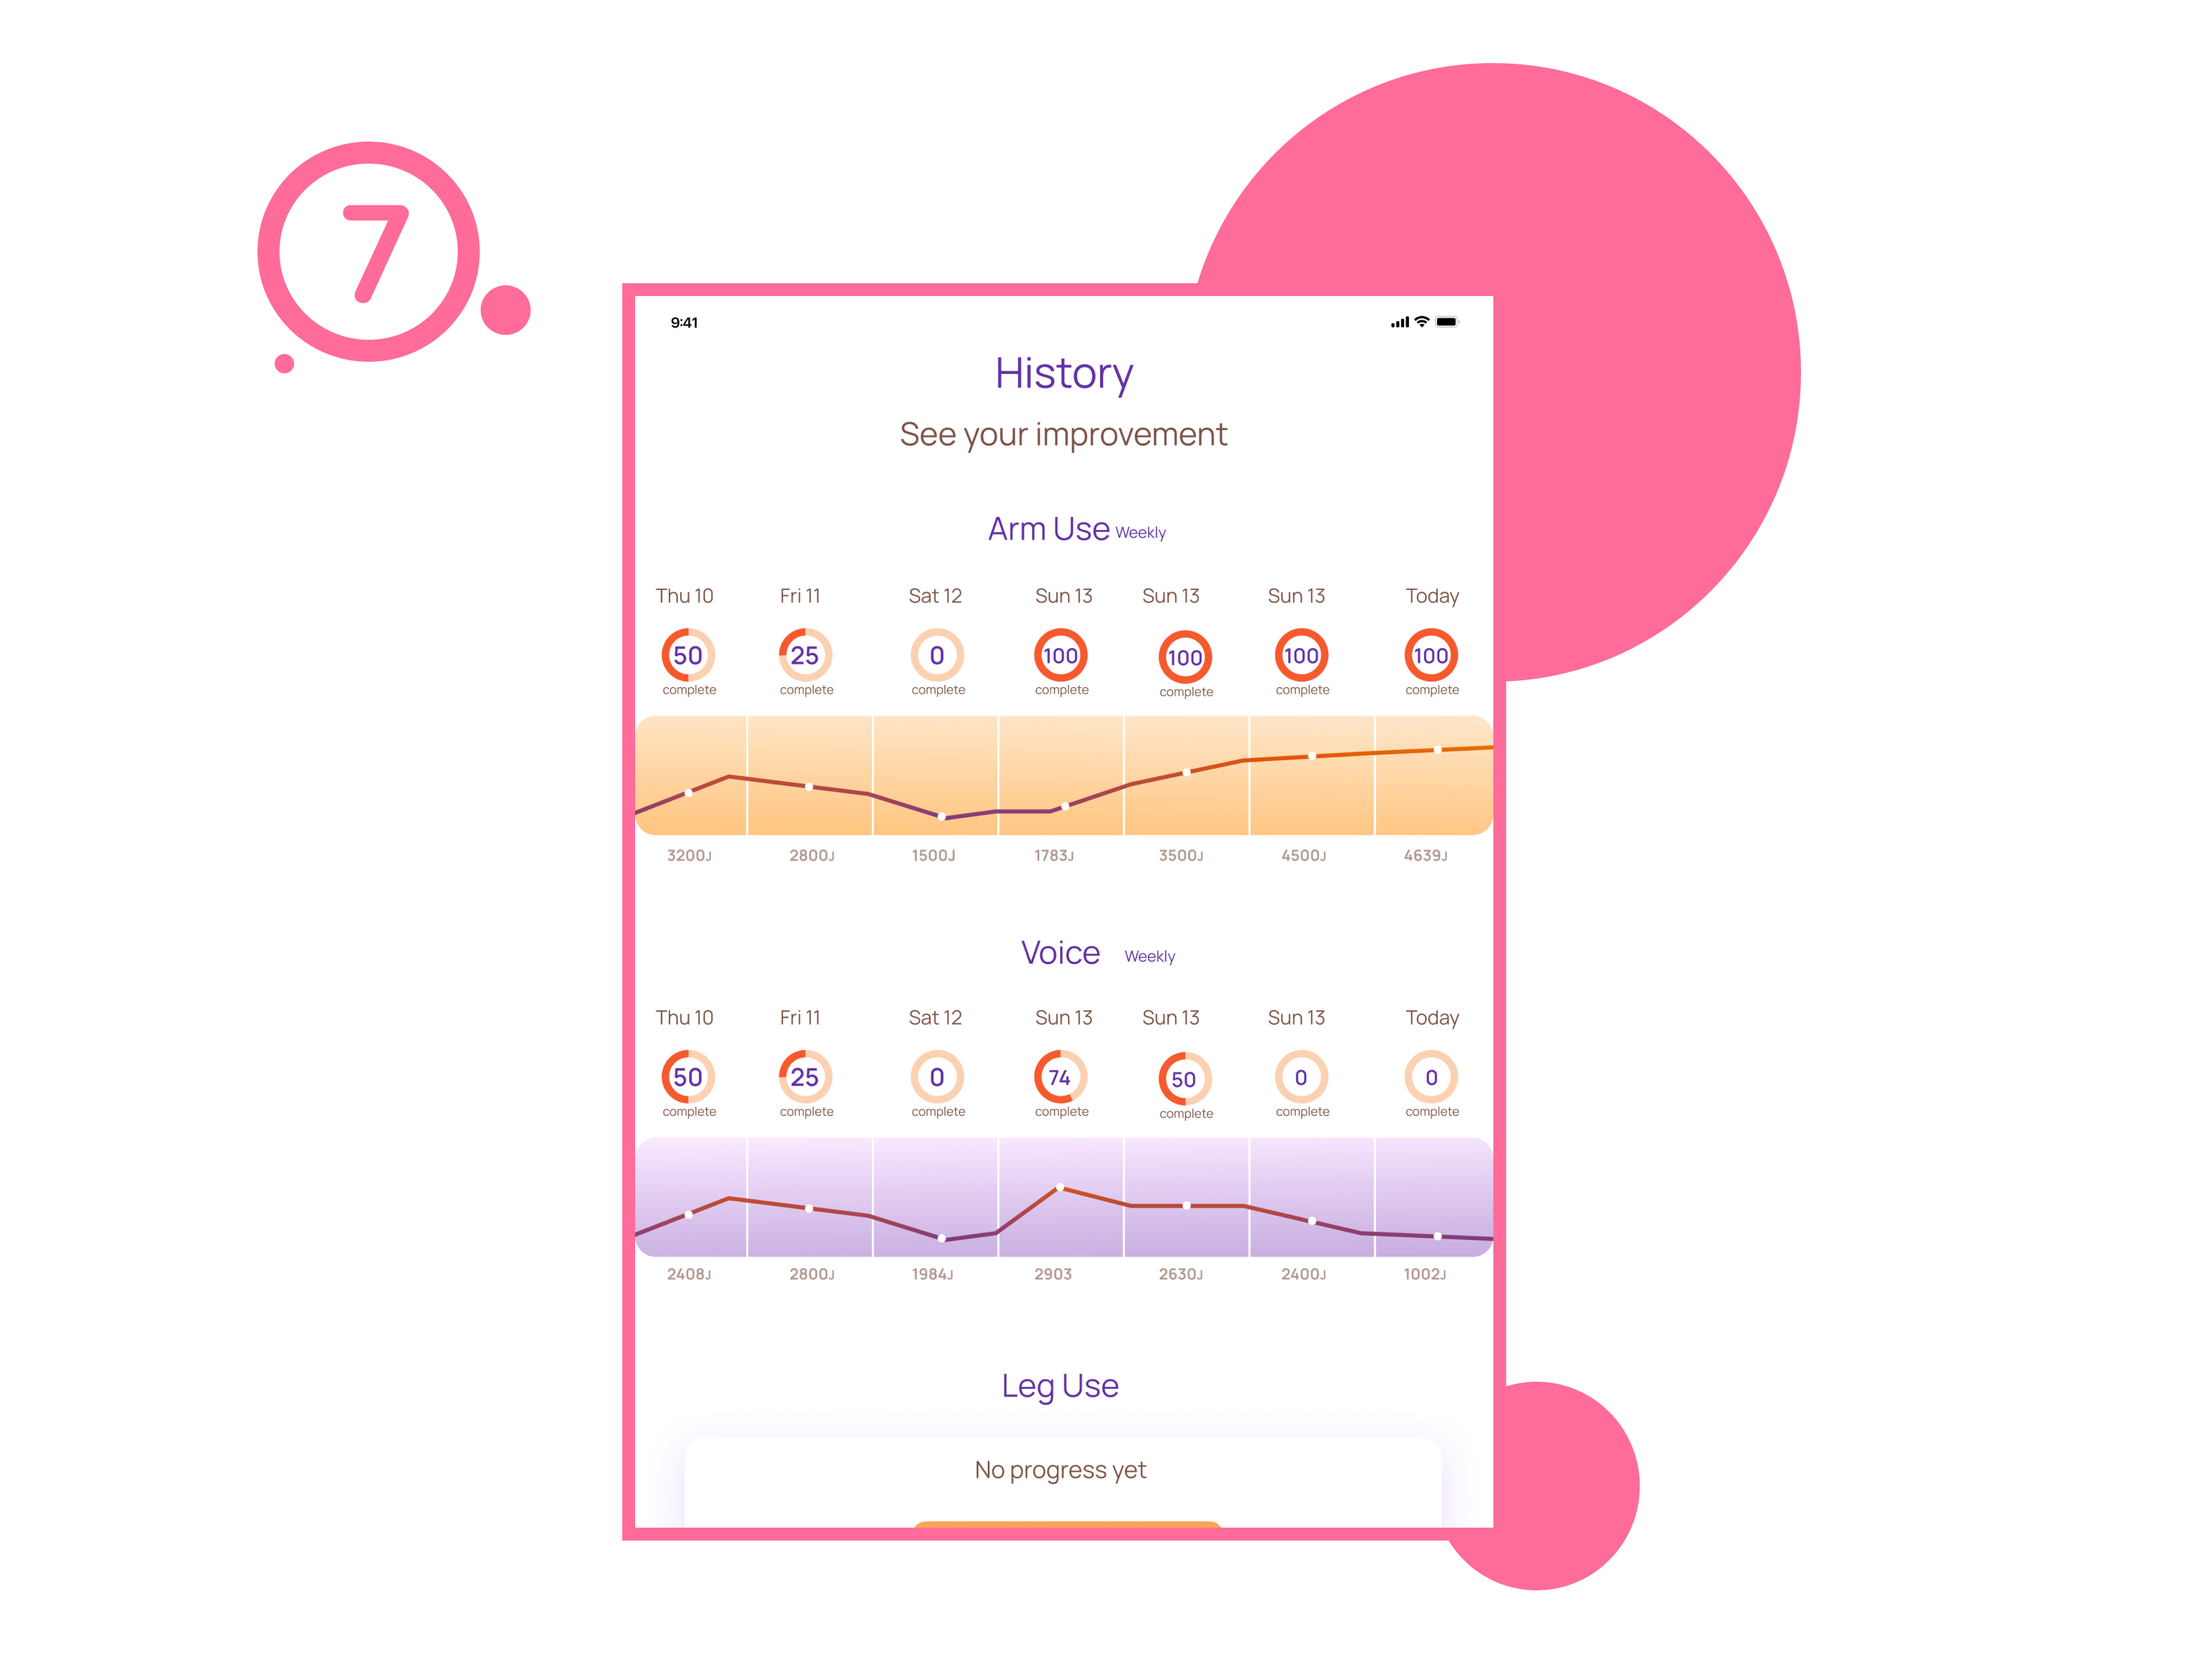 7
9:41
History
See your improvement
Arm Use Weekly
Thu 10 Fri 11 Sat 12 Sun 13 Sun 13 Sun 13 Today
50 25 0 100 100 100 100
complete complete complete complete complete complete complete
3200J 2800J 1500J 1783J 3500J 4500J 4639J
Voice Weekly
Thu 10 Fri 11 Sat 12 Sun 13 Sun 13 Sun 13 Today
50 25 0 74 50 0 0
complete complete complete complete complete complete complete
2408J 2800J 1984J 2903 2630J 2400J 1002J
Leg Use
No progress yet